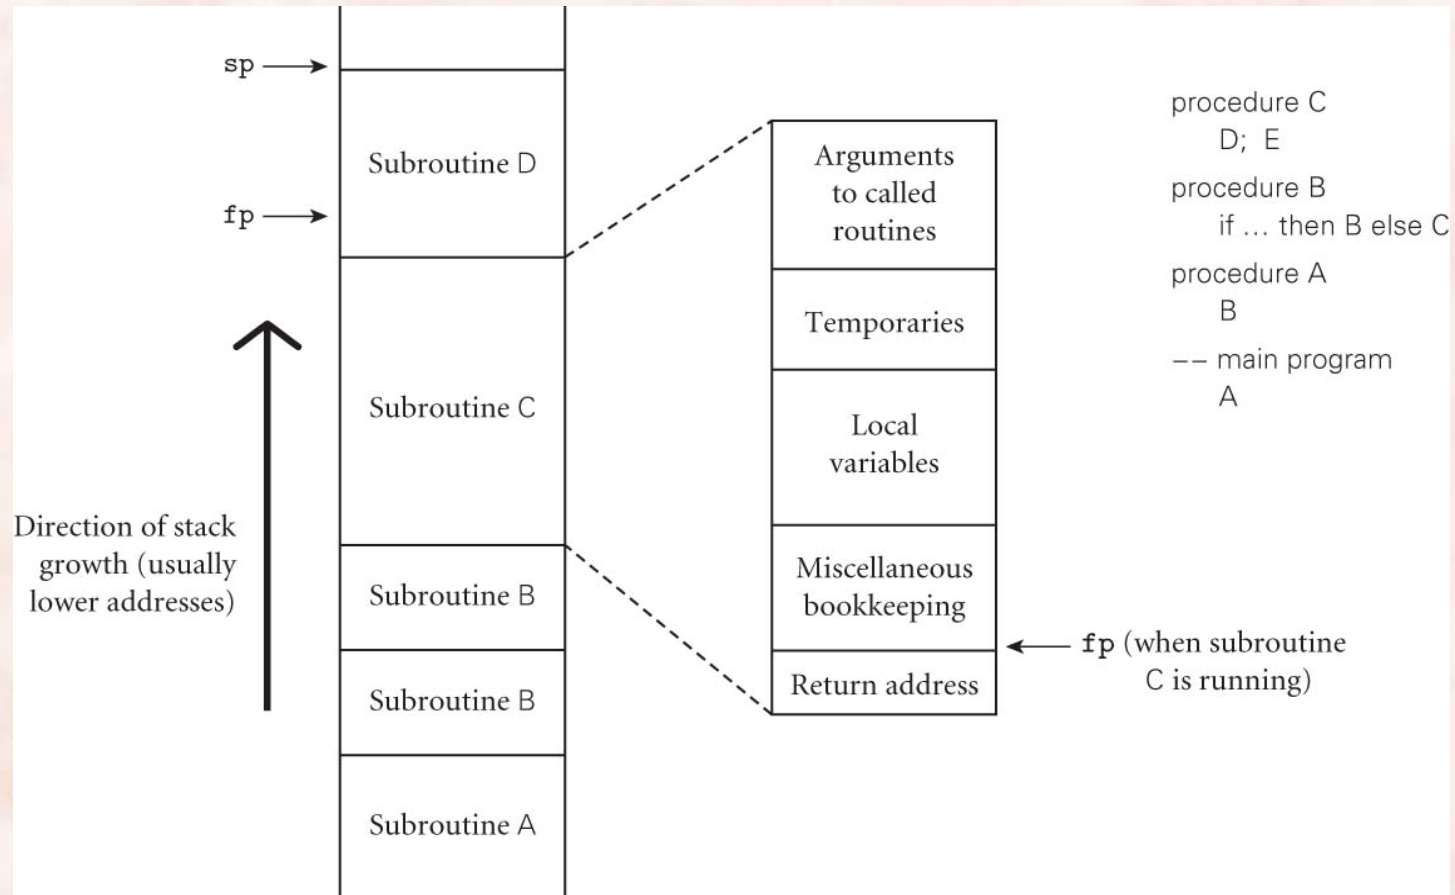 sp
Subroutine D
fp
Subroutine C
Direction of stack
growth (usually
lower addresses)
Subroutine B
Subroutine B
Subroutine A
Arguments
to called
routines
Temporaries
Local
variables
Miscellaneous
bookkeeping
Return address
fp (when subroutine
C is running)
procedure C
D; E
procedure B
if ... then B else C
procedure A
B
-- main program
A